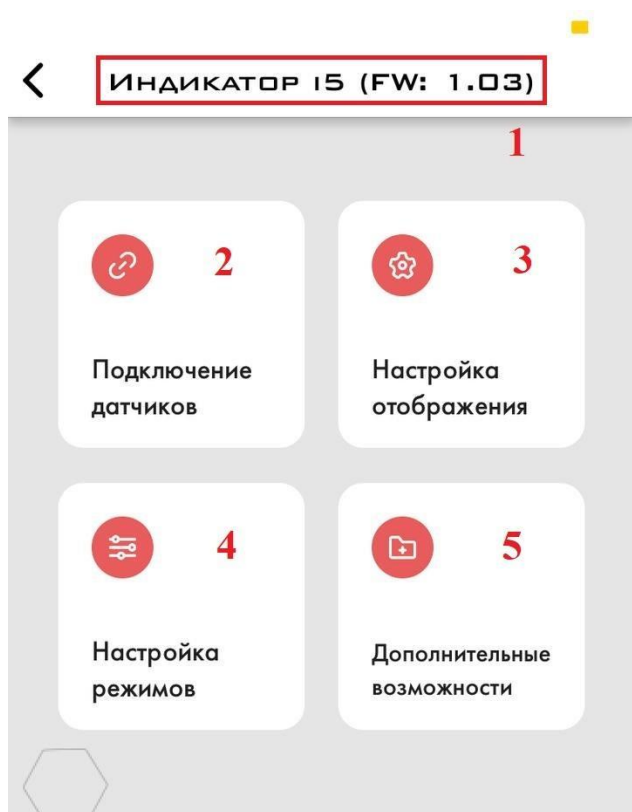 Индикатор i5 (FW: 1.03)
1
2
3
Подключение
датчиков
Настройка
отображения
4
5
Настройка
режимов
Дополнительные
возможности